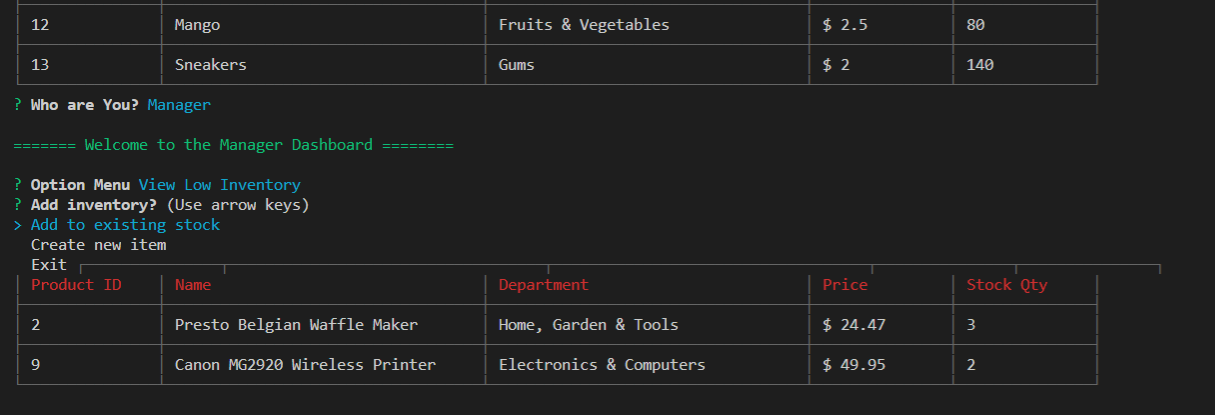 12 Mango Fruits & Vegetables $ 2.5 80
13 Sneakers Gums $ 2 140
? Who are You? Manager
======= Welcome to the Manager Dashboard ========
? Option Menu View Low Inventory
? Add inventory? (Use arrow keys)
> Add to existing stock
Create new item
Exit
Product ID Name Department Price Stock Qty
2 Presto Belgian Waffle Maker Home, Garden & Tools $ 24.47 3
9 Canon MG2920 Wireless Printer Electronics & Computers $ 49.95 2